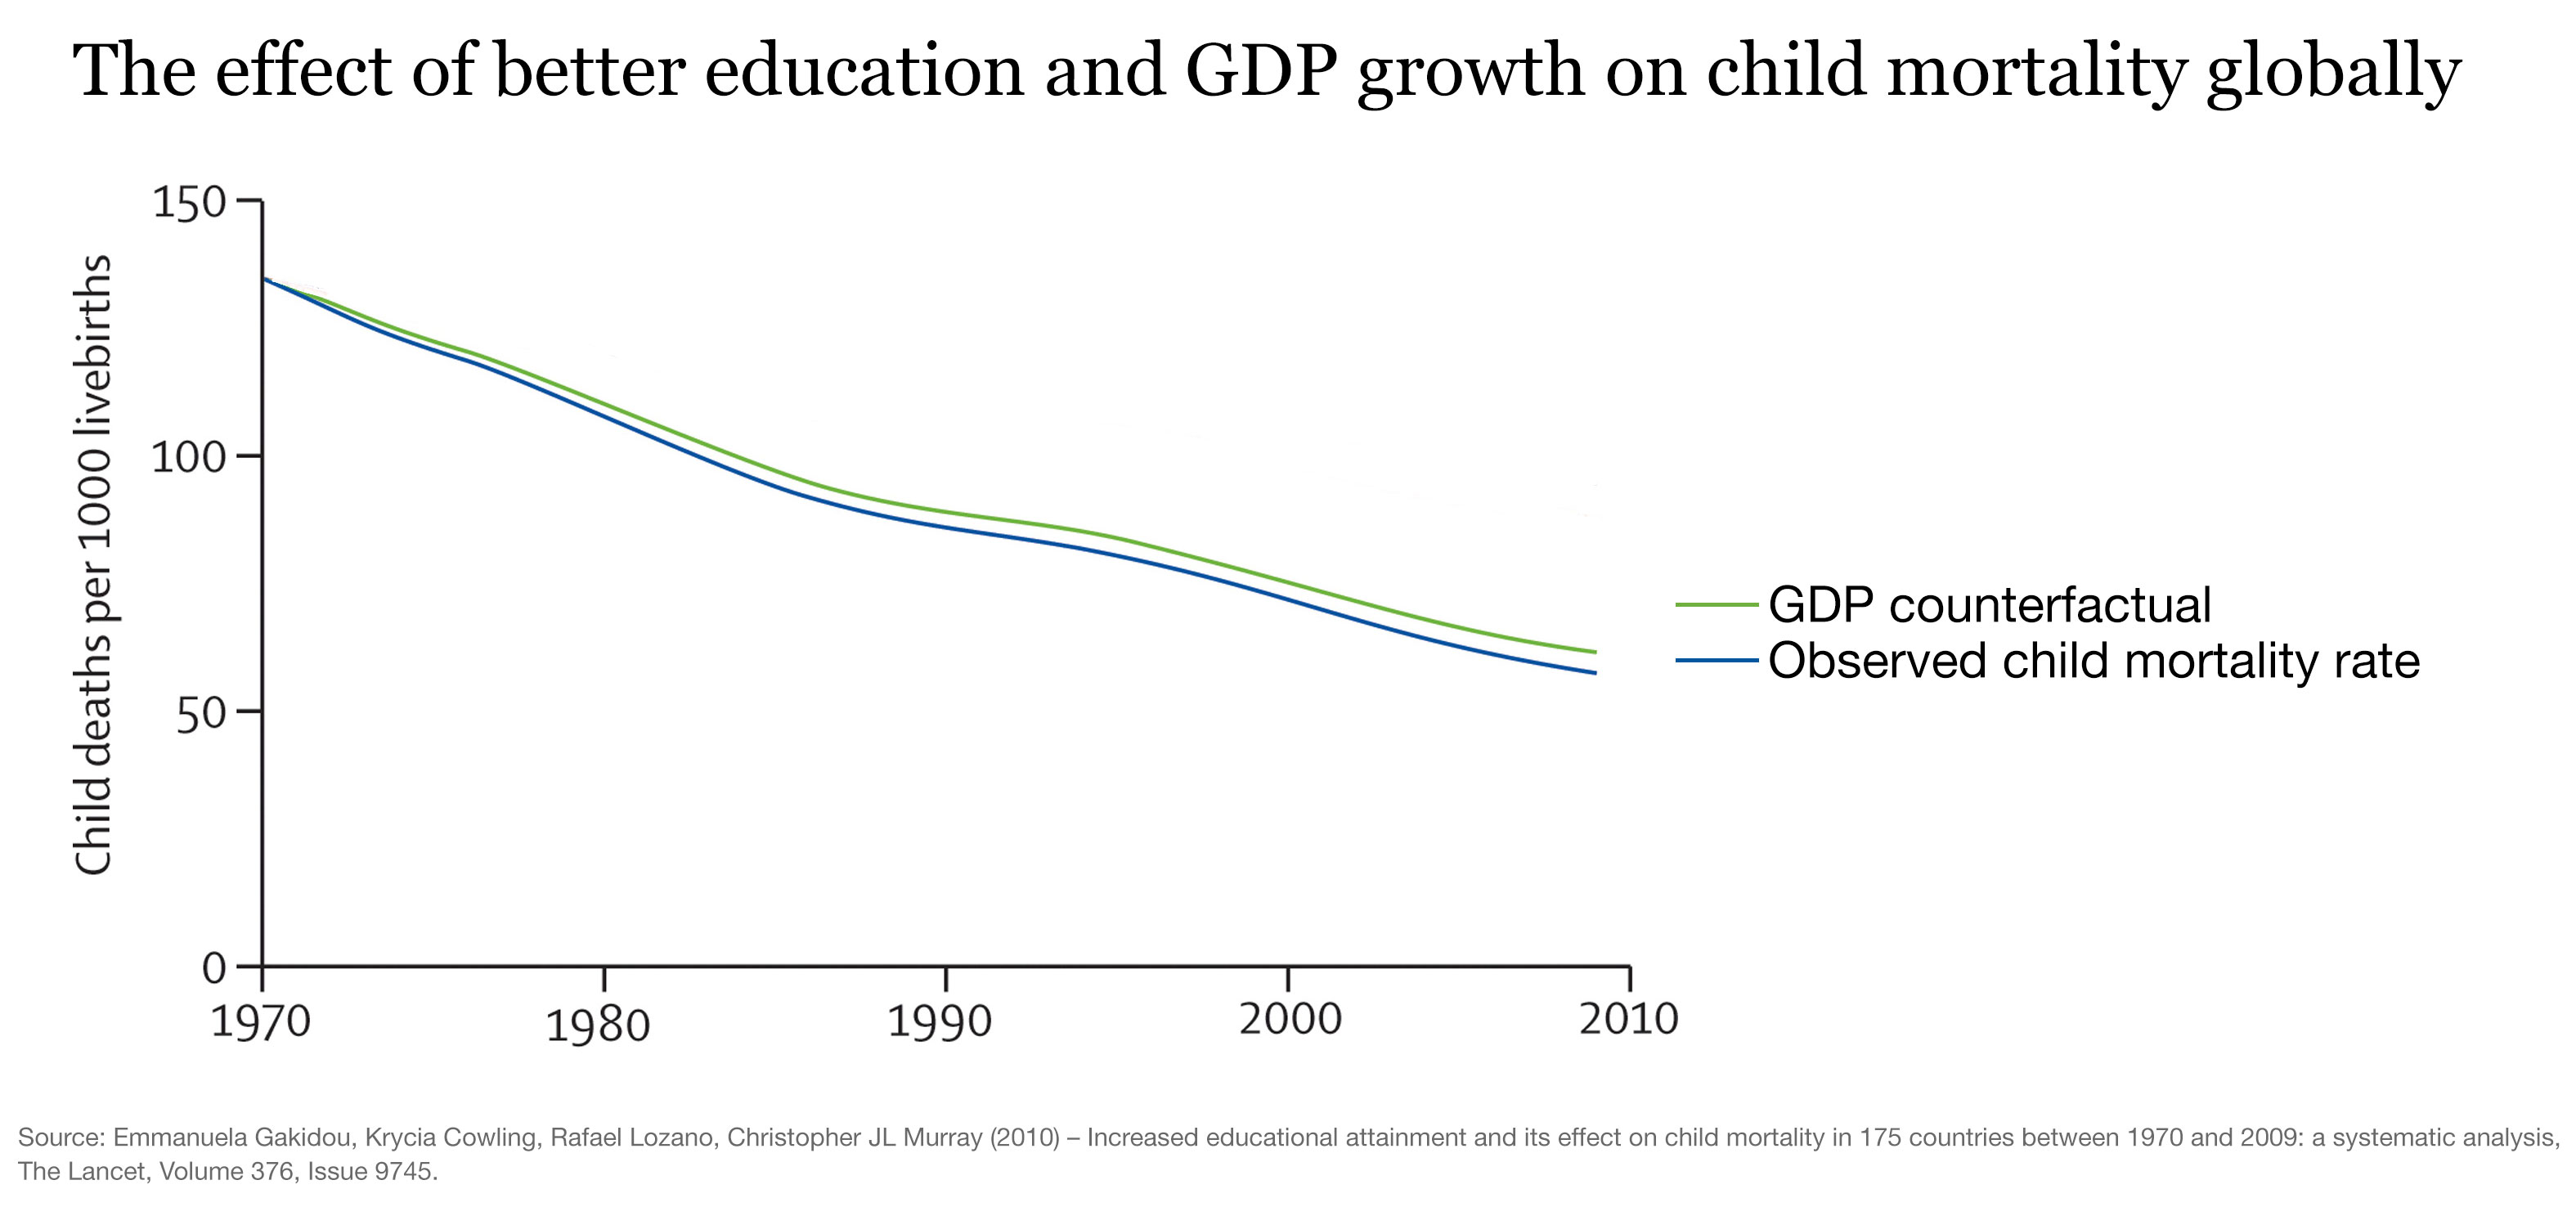 The effect of better education and GDP growth on child mortality globally
150
100
50
0
Child deaths per 1000 livebirths
1970
1980
1990
2000
2010
GDP counterfactual
Observed child mortality rate
Source: Emmanuela Gakidou, Krycia Cowling, Rafael Lozano, Christopher JL Murray (2010) – Increased educational attainment and its effect on child mortality in 175 countries between 1970 and 2009: a systematic analysis,
The Lancet, Volume 376, Issue 9745.